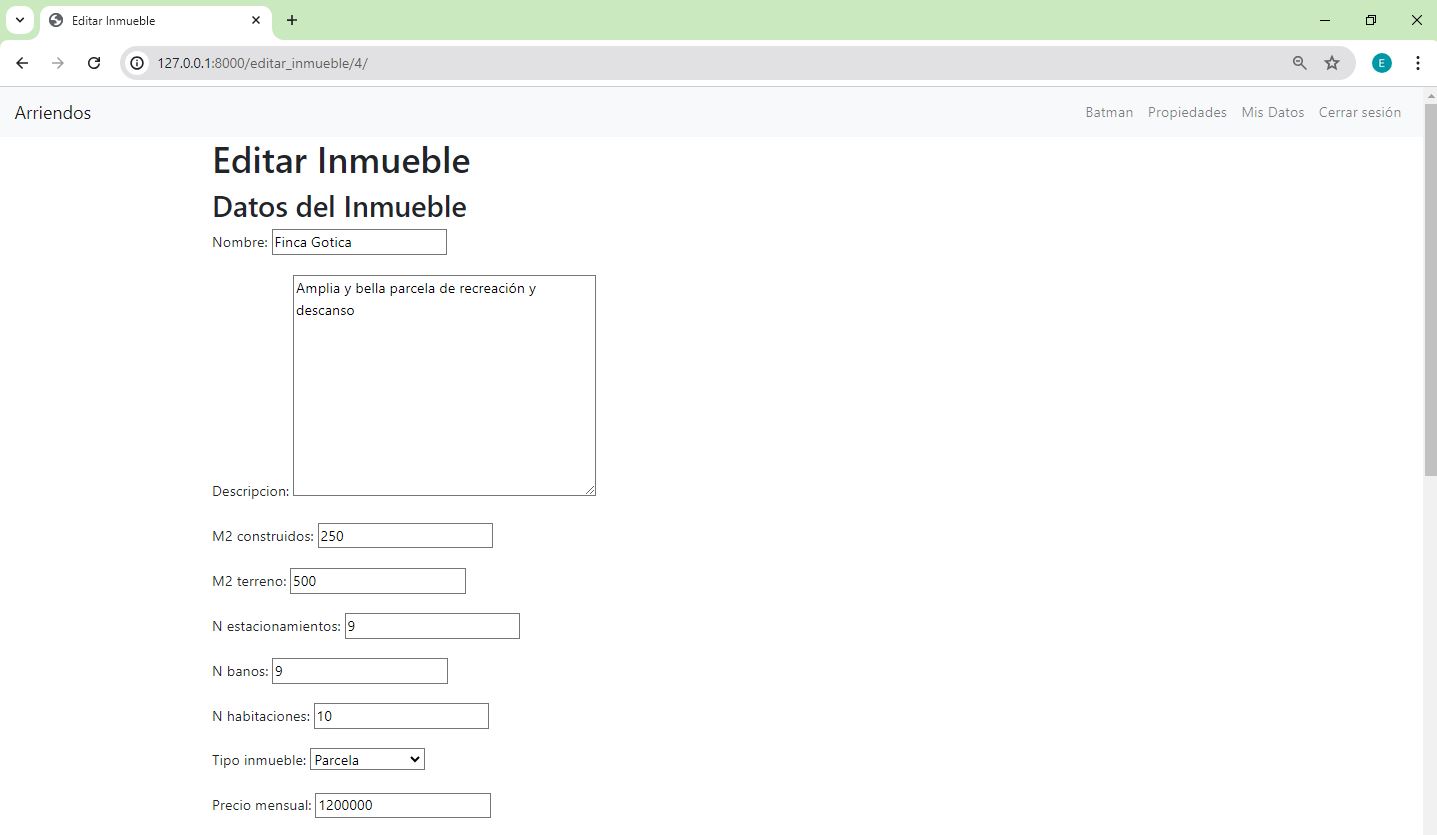 Editar Inmueble
127.0.0.1:8000/editar_inmueble/4/
E
Arriendos
Batman Propiedades Mis Datos Cerrar sesión
Editar Inmueble
Datos del Inmueble
Nombre: Finca Gotica
Amplia y bella parcela de recreación y
descanso
Descripcion:
M2 construidos: 250
M2 terreno: 500
N estacionamientos: 9
N banos: 9
N habitaciones: 10
Tipo inmueble: Parcela
Precio mensual: 1200000